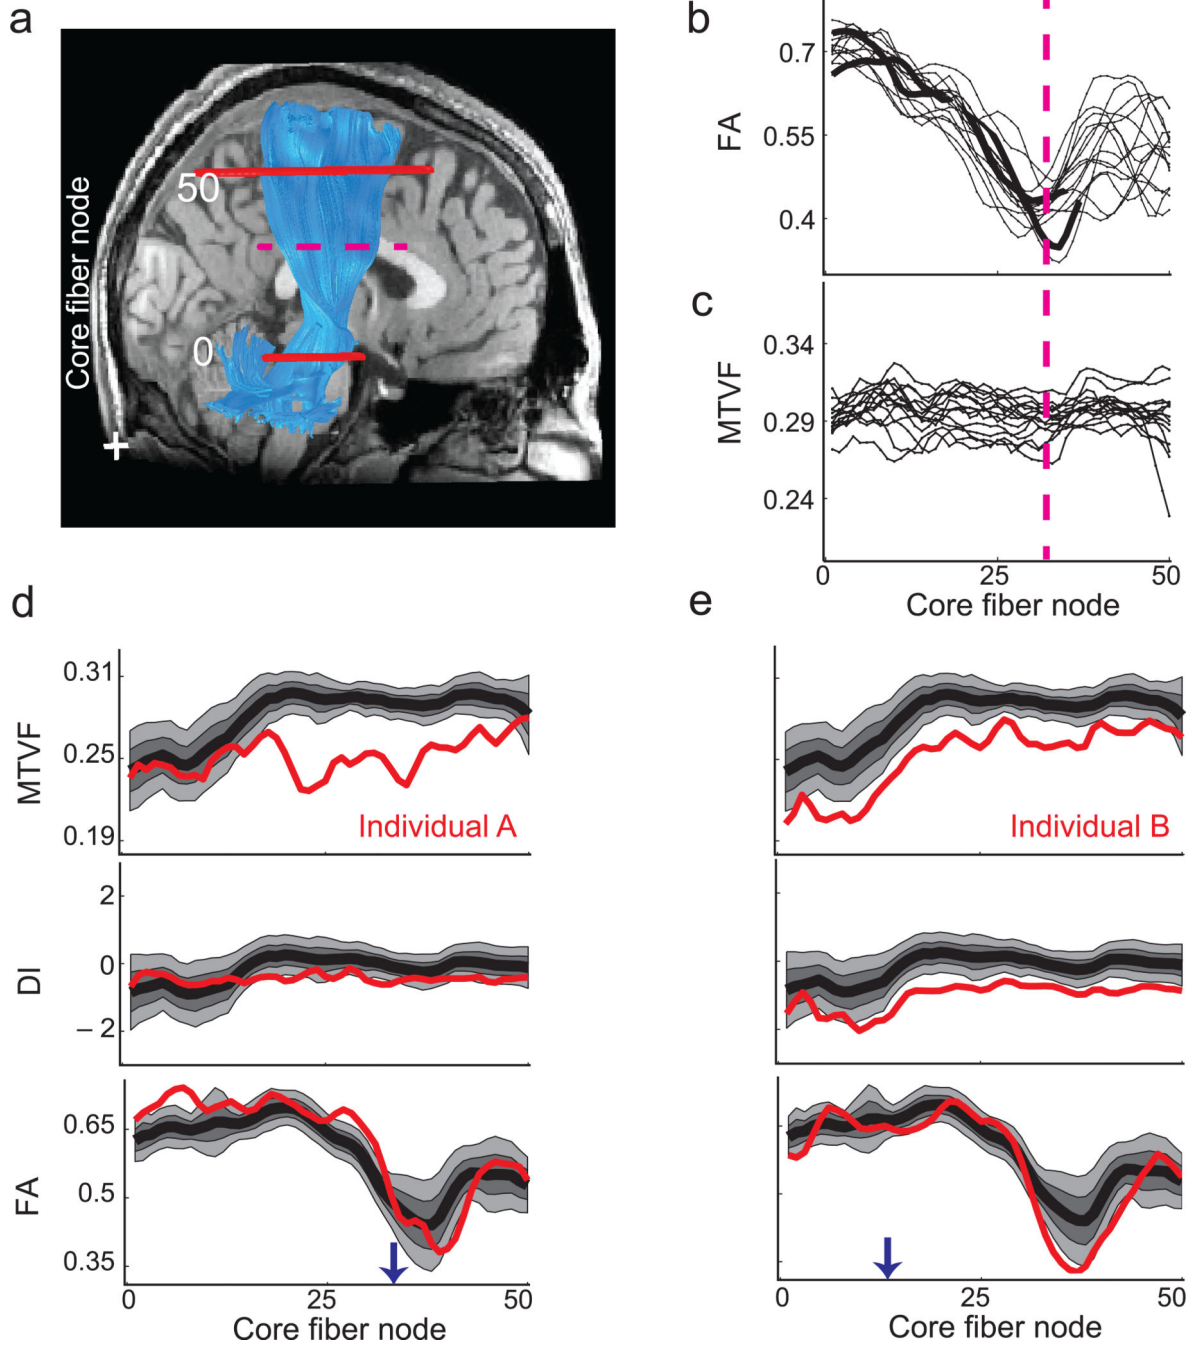 a
Core fiber node
50
0
+
b
FA
0.7
0.55
0.4
c
MTVF
0.34
0.29
0.24
0
25
50
Core fiber node
d
MTVF
0.31
0.25
0.19
Individual A
DI
2
0
– 2
FA
0.65
0.5
0.35
0
25
50
Core fiber node
e
Individual B
0
25
50
Core fiber node